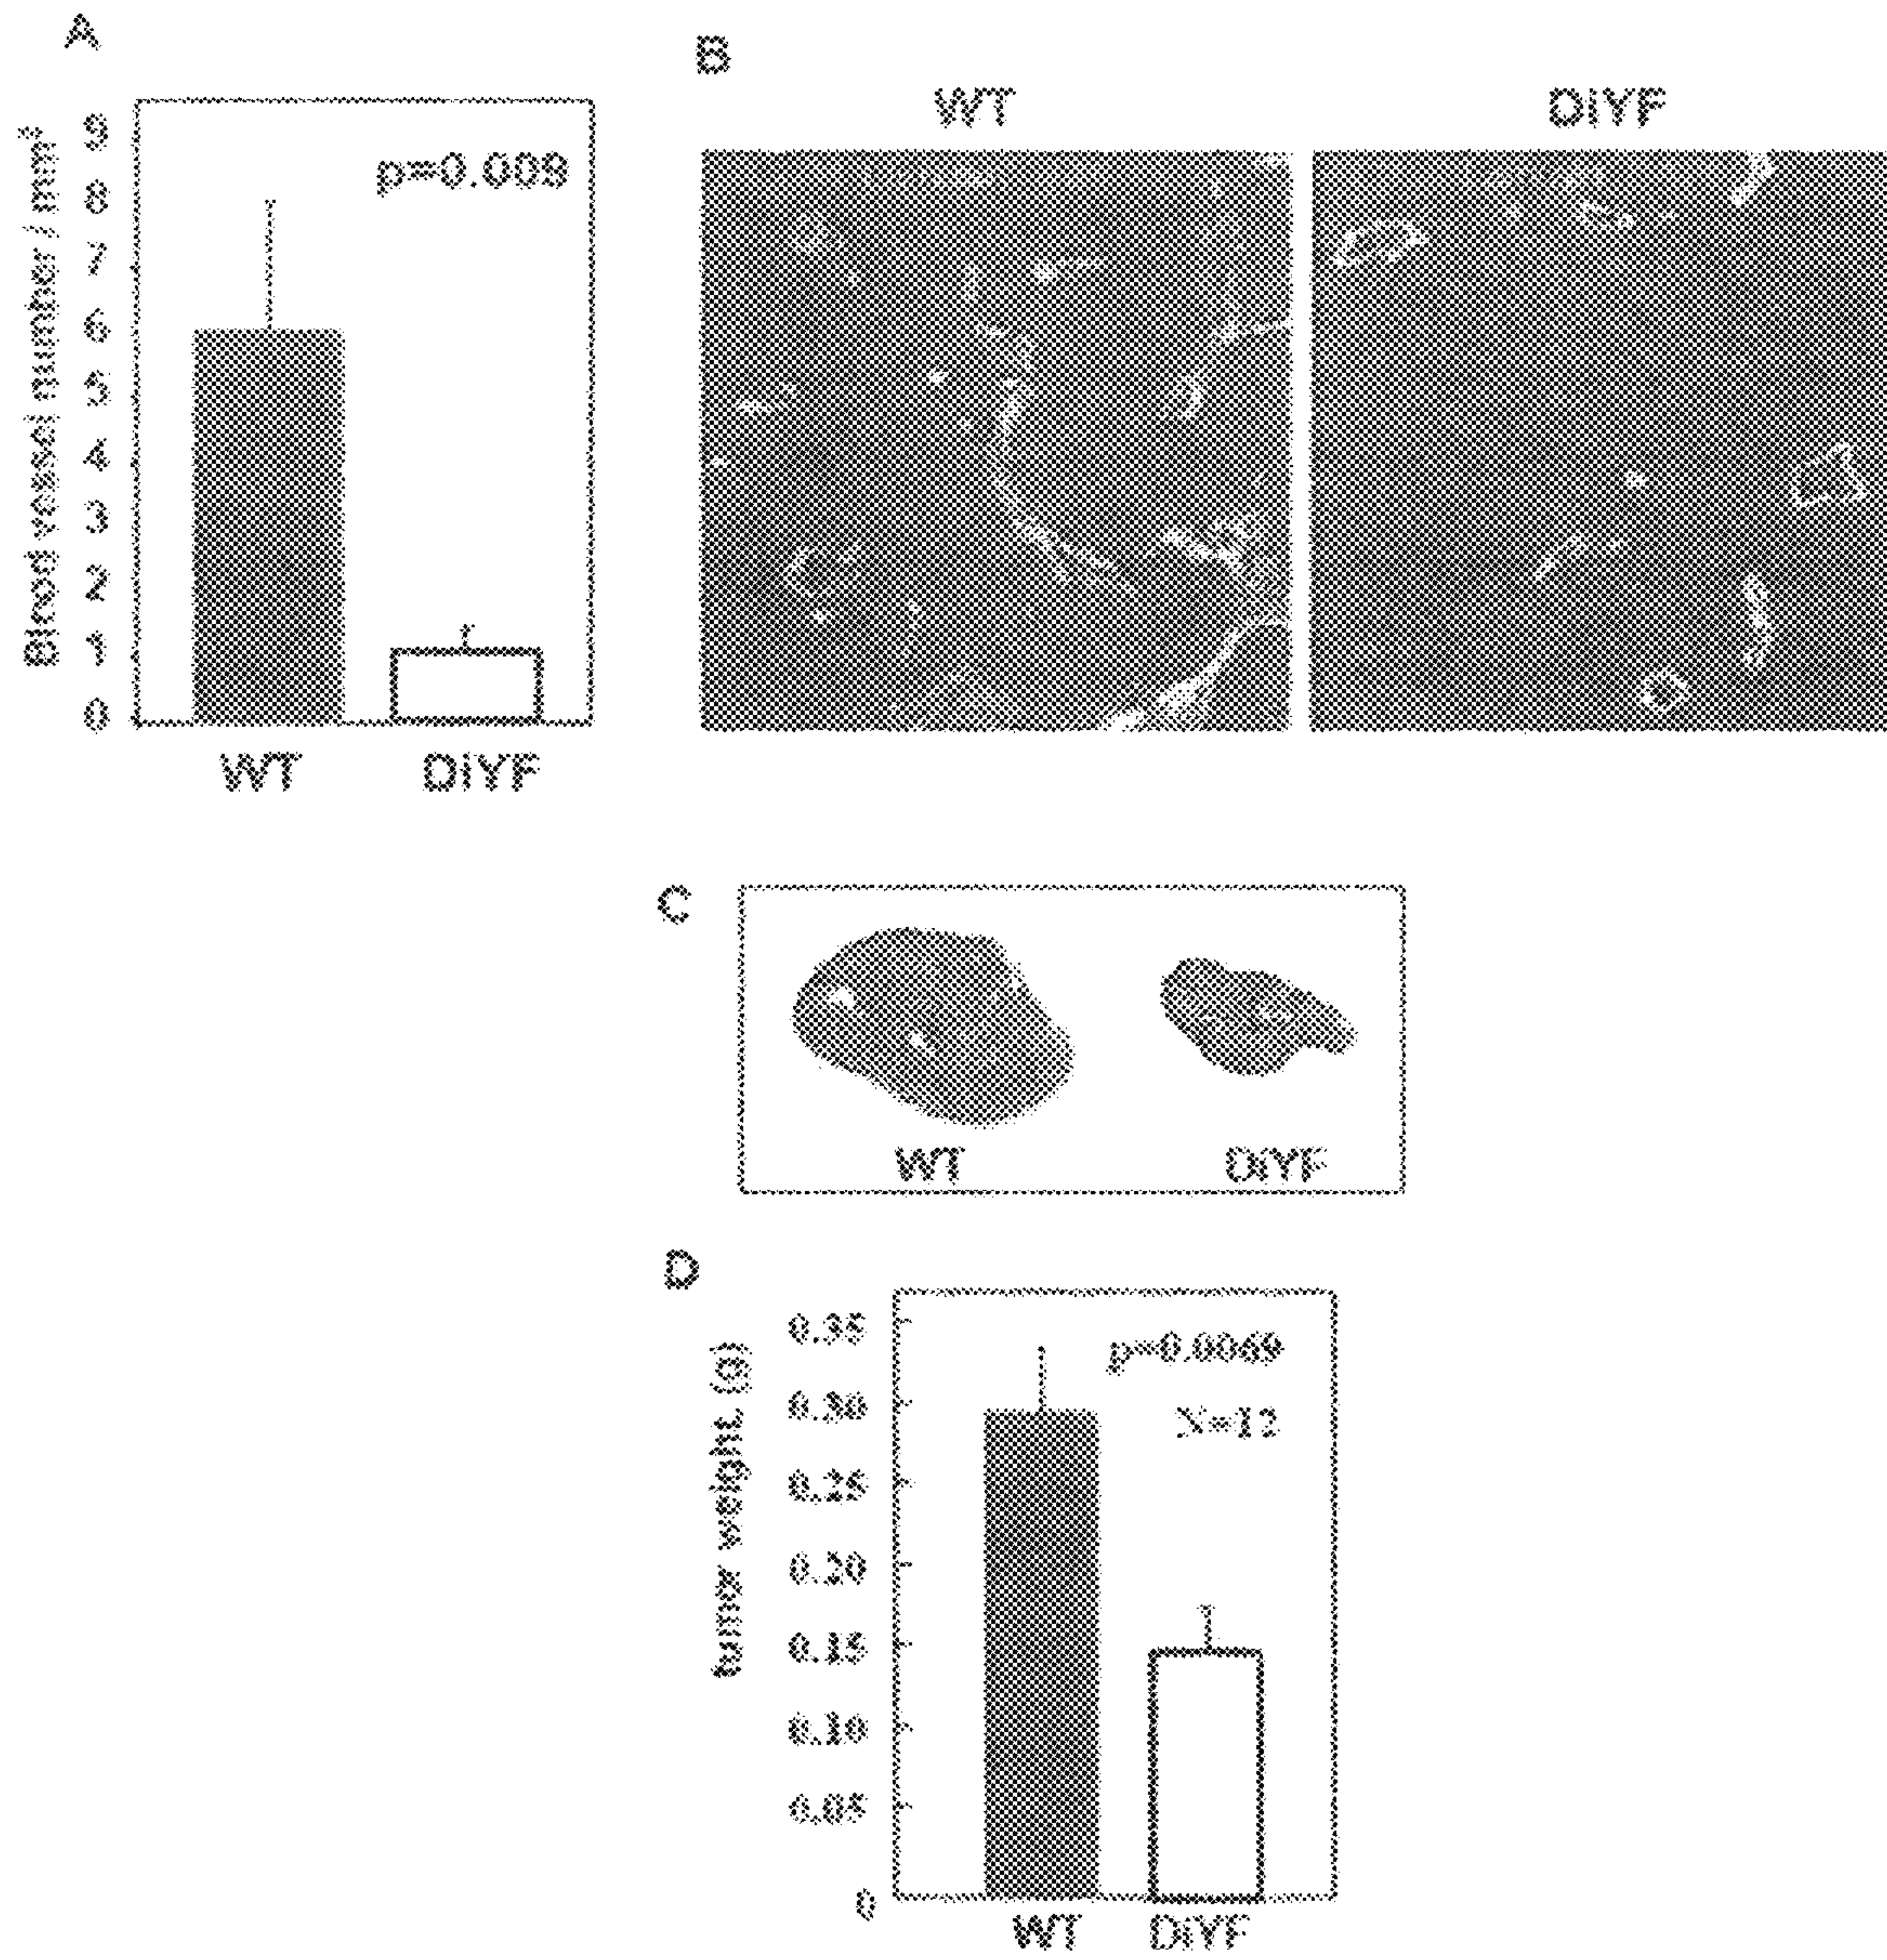 A
Blood vessel number / mm²
9
8
7
6
5
4
3
2
1
0
p=0.009
WT
DiYF
B
WT
DiYF
C
WT
DiYF
D
tumor weight (g)
0.35
0.30
0.25
0.20
0.15
0.10
0.05
0
p=0.0069
N=12
WT
DiYF